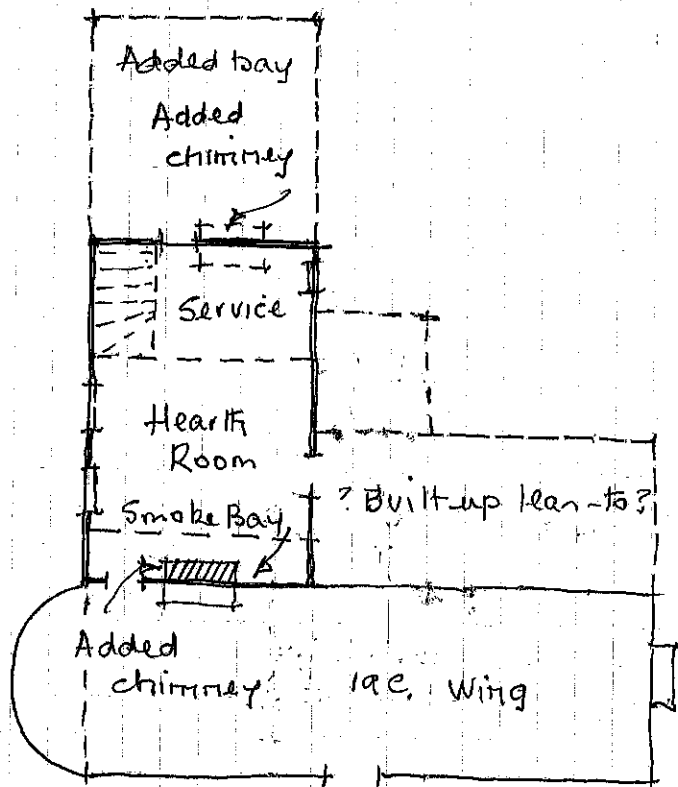 Added bay
Added
chimney
Service
Hearth
Room
Smoke Bay
? Built-up lean-to?
Added
chimney
19c. Wing